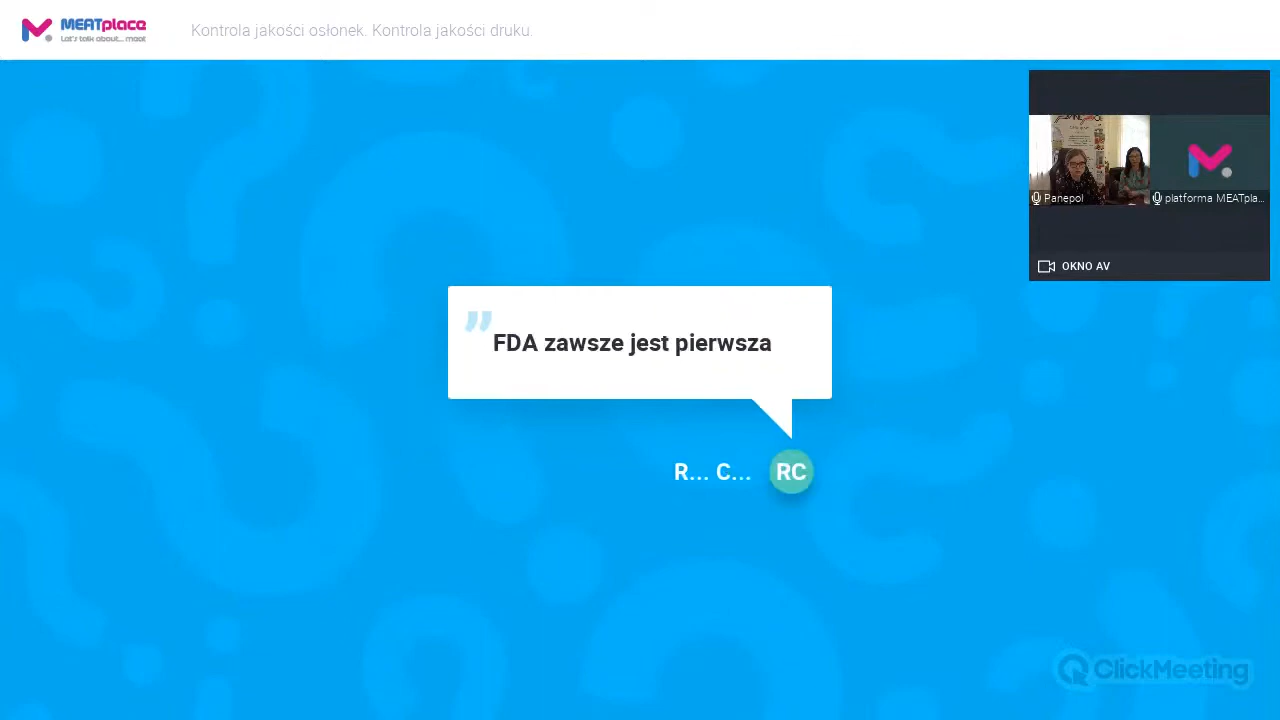 MEATplace
Let's talk about... meat
Kontrola jakości osłonek. Kontrola jakości druku.
Panepol
platforma MEATpla...
OKNO AV
FDA zawsze jest pierwsza
R... C...
RC
ClickMeeting